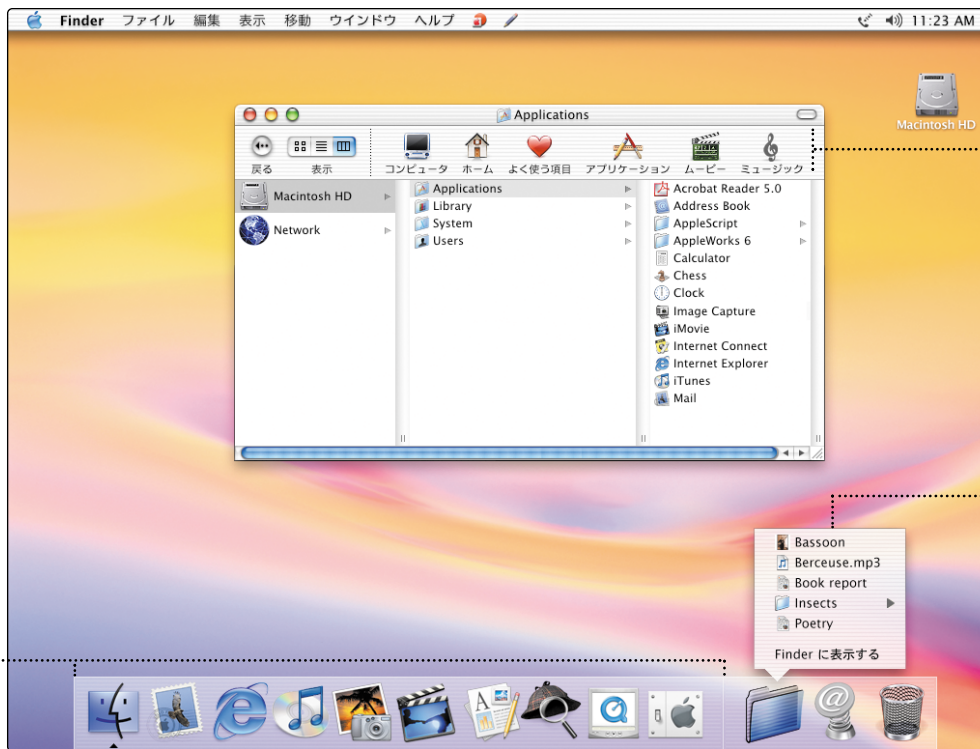 Finder ファイル 編集 表示 移動 ウインドウ ヘルプ 11:23 AM
Macintosh HD
Applications
戻る 表示 コンピュータ ホーム よく使う項目 アプリケーション ムービー ミュージック
Macintosh HD
Network
Applications
Library
System
Users
Acrobat Reader 5.0
Address Book
AppleScript
AppleWorks 6
Calculator
Chess
Clock
Image Capture
iMovie
Internet Connect
Internet Explorer
iTunes
Mail
Bassoon
Berceuse.mp3
Book report
Insects
Poetry
Finder に表示する